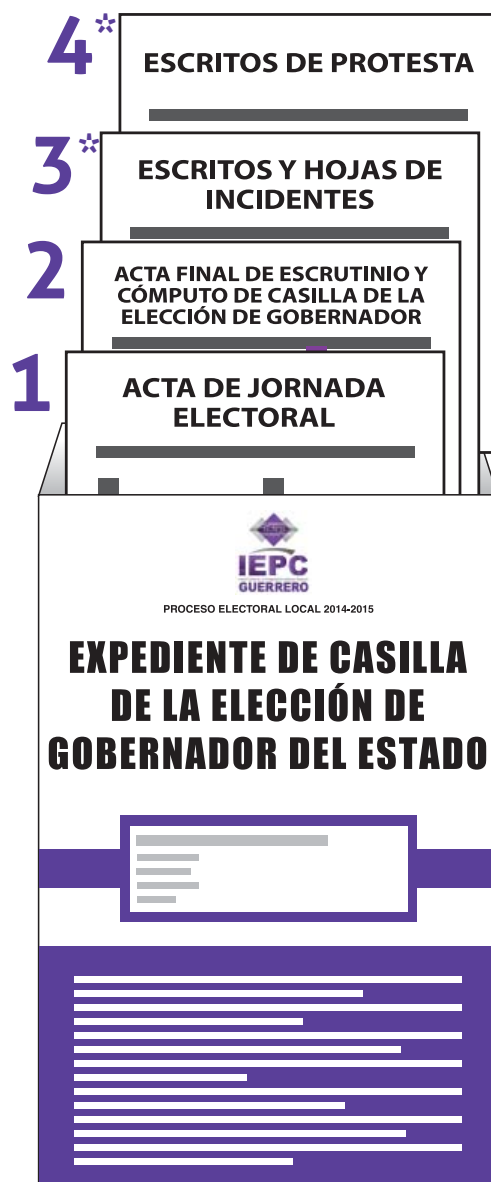 4*
ESCRITOS DE PROTESTA
3*
ESCRITOS Y HOJAS DE
INCIDENTES
2
ACTA FINAL DE ESCRUTINIO Y
CÓMPUTO DE CASILLA DE LA
ELECCIÓN DE GOBERNADOR
1
ACTA DE JORNADA
ELECTORAL
IEPC
GUERRERO
PROCESO ELECTORAL LOCAL 2014-2015
EXPEDIENTE DE CASILLA
DE LA ELECCIÓN DE
GOBERNADOR DEL ESTADO